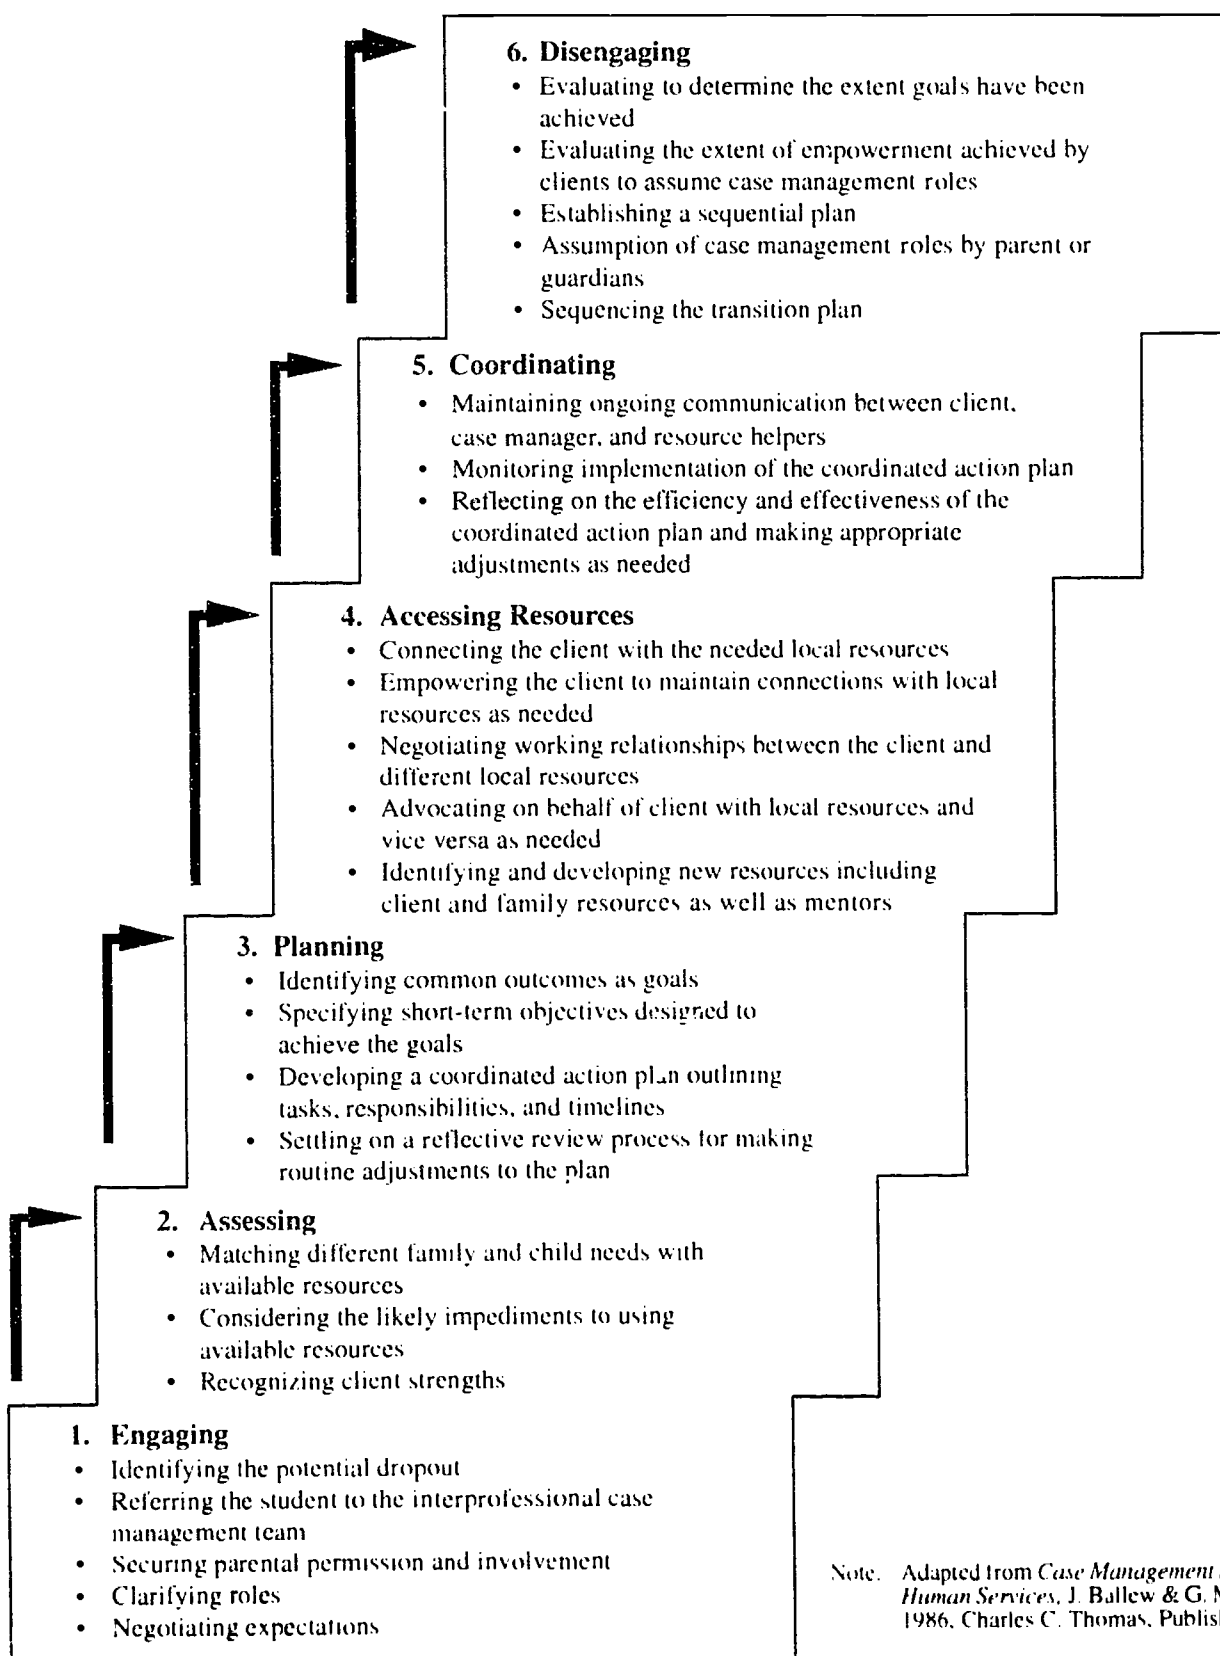 6. Disengaging
• Evaluating to determine the extent goals have been
achieved
• Evaluating the extent of empowerment achieved by
clients to assume case management roles
• Establishing a sequential plan
• Assumption of case management roles by parent or
guardians
• Sequencing the transition plan
5. Coordinating
• Maintaining ongoing communication between client,
case manager, and resource helpers
• Monitoring implementation of the coordinated action plan
• Reflecting on the efficiency and effectiveness of the
coordinated action plan and making appropriate
adjustments as needed
4. Accessing Resources
• Connecting the client with the needed local resources
• Empowering the client to maintain connections with local
resources as needed
• Negotiating working relationships between the client and
different local resources
• Advocating on behalf of client with local resources and
vice versa as needed
• Identifying and developing new resources including
client and family resources as well as mentors
3. Planning
• Identifying common outcomes as goals
• Specifying short-term objectives designed to
achieve the goals
• Developing a coordinated action plan outlining
tasks, responsibilities, and timelines
• Settling on a reflective review process for making
routine adjustments to the plan
2. Assessing
• Matching different family and child needs with
available resources
• Considering the likely impediments to using
available resources
• Recognizing client strengths
1. Engaging
• Identifying the potential dropout
• Referring the student to the interprofessional case
management team
• Securing parental permission and involvement
• Clarifying roles
• Negotiating expectations
Note. Adapted from Case Management
Human Services, J. Ballew & G. M
1986, Charles C. Thomas, Publish